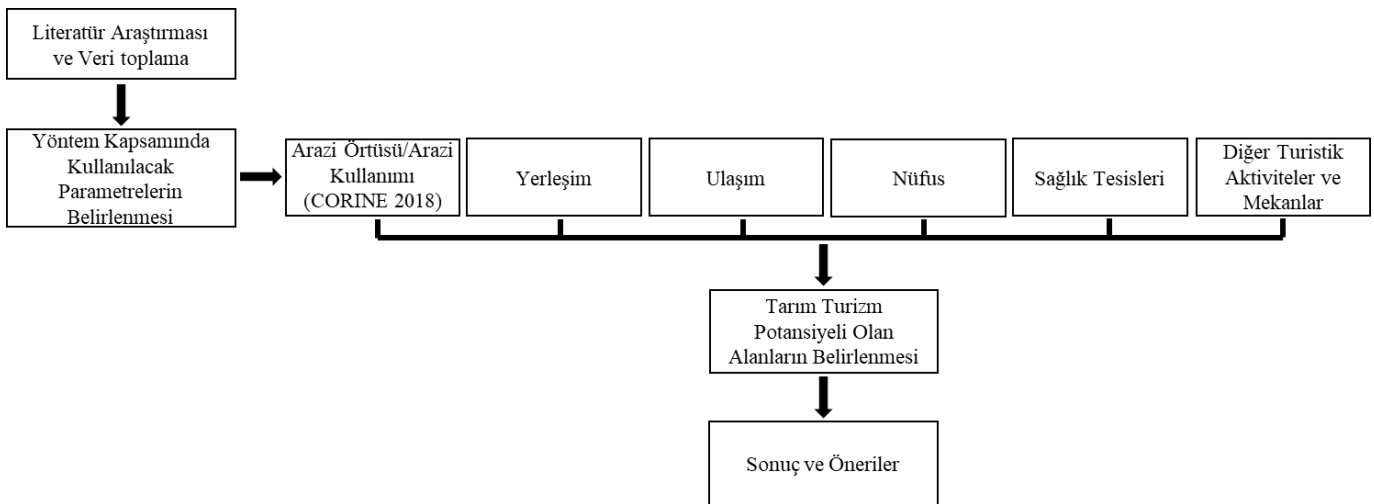 Literatür Araştırması
ve Veri toplama
Yöntem Kapsamında
Kullanılacak
Parametrelerin
Belirlenmesi
Arazi Örtüsü/Arazi
Kullanımı
(CORINE 2018)
Yerleşim
Ulaşım
Nüfus
Sağlık Tesisleri
Diğer Turistik
Aktiviteler ve
Mekanlar
Tarım Turizm
Potansiyeli Olan
Alanların Belirlenmesi
Sonuç ve Öneriler